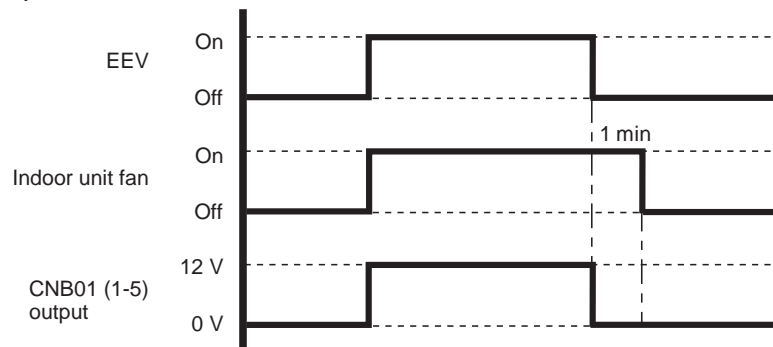 On
EEV
Off
1 min
On
Indoor unit fan
Off
12 V
CNB01 (1-5)
output
0 V